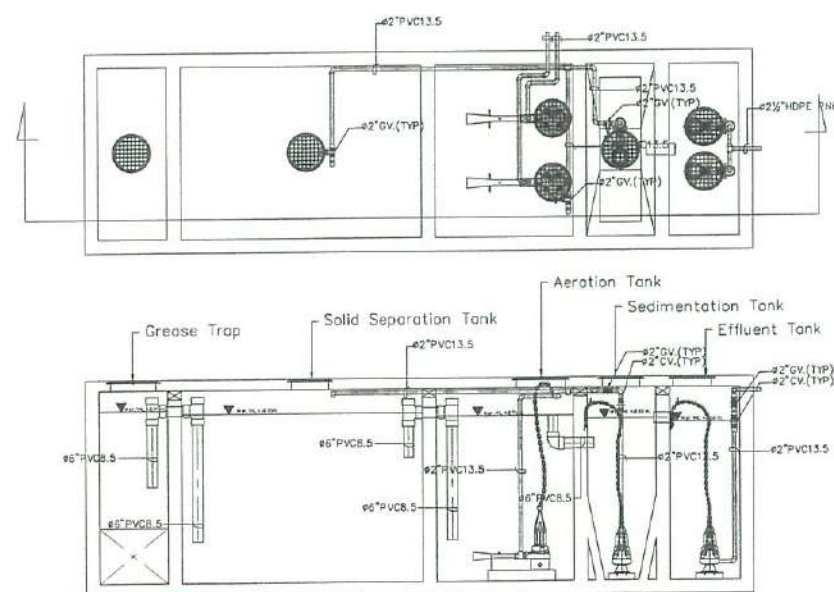 ø2"PVC13.5
ø2"PVC13.5
ø2"PVC13.5
ø2"GV.(TYP)
ø2½"HDPE
ø2"GV.(TYP)
13.5
ø2"GV.(TYP)
Aeration Tank
Sedimentation Tank
Solid Separation Tank
Effluent Tank
Grease Trap
ø2"PVC13.5
ø2"GV.(TYP)
ø2"CV.(TYP)
ø2"GV.(TYP)
ø2"CV.(TYP)
ø6"PVC8.5
ø6"PVC8.5
ø2"PVC13.5
ø2"PVC13.5
ø2"PVC13.5
ø6"PVC8.5
ø6"PVC8.5
ø6"PVC8.5